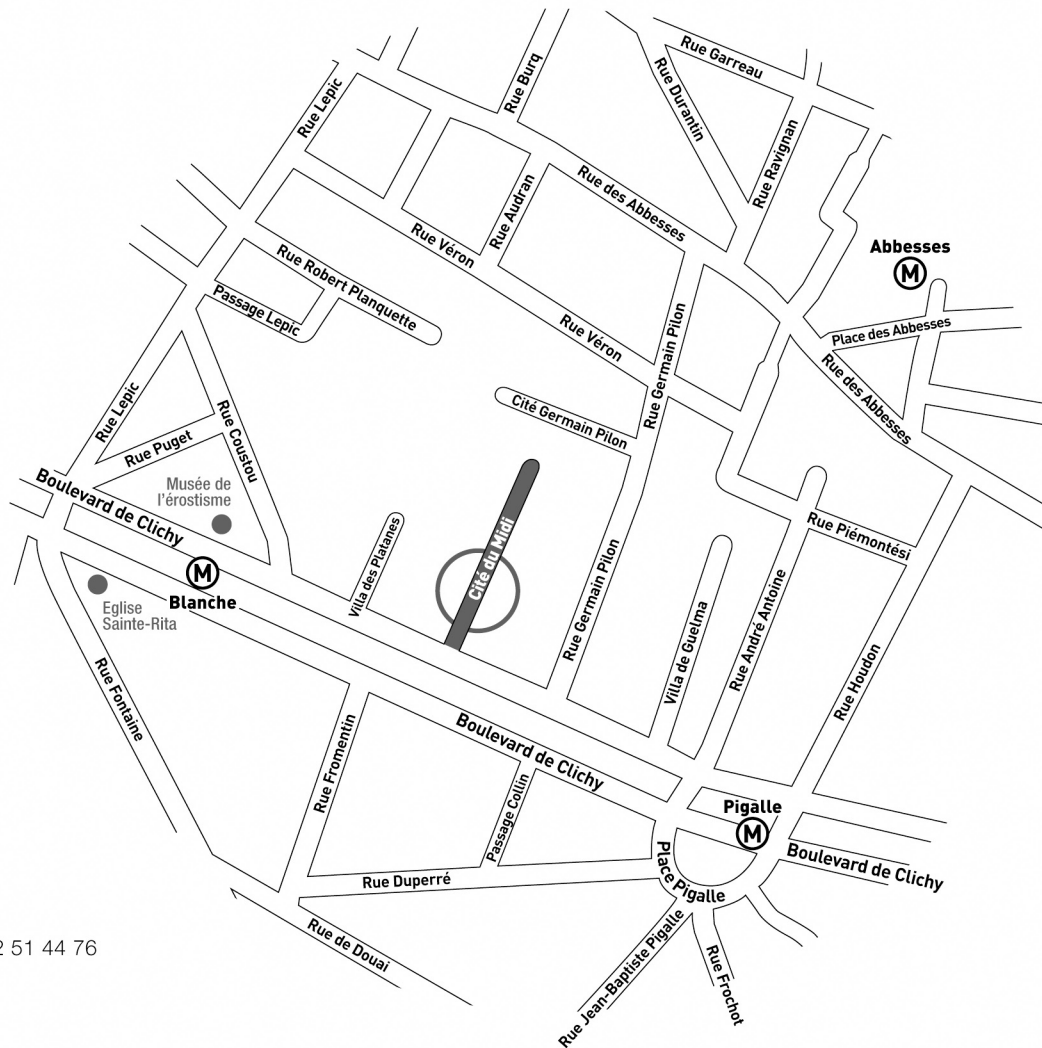 Rue Garreau
Rue Burq
Rue Durantin
Rue Lepic
Rue Ravignan
Rue des Abbesses
Rue Audran
Rue Véron
Abbesses
M
Rue Robert Planquette
Passage Lepic
Rue Véron
Rue Germain Pilon
Place des Abbesses
Rue des Abbesses
Rue Lepic
Cité Germain Pilon
Rue Coustou
Rue Puget
Boulevard de Clichy
Musée de
l'érostisme
Villa des Platanes
Cité du Midi
Rue Piémontési
M
Blanche
Eglise
Sainte-Rita
Rue Germain Pilon
Villa de Guelma
Rue André Antoine
Rue Houdon
Rue Fontaine
Rue Fromentin
Boulevard de Clichy
Passage Collin
Pigalle
M
Boulevard de Clichy
Place Pigalle
Rue Duperré
Rue de Douai
2 51 44 76
Rue Jean-Baptiste Pigalle
Rue Frochot